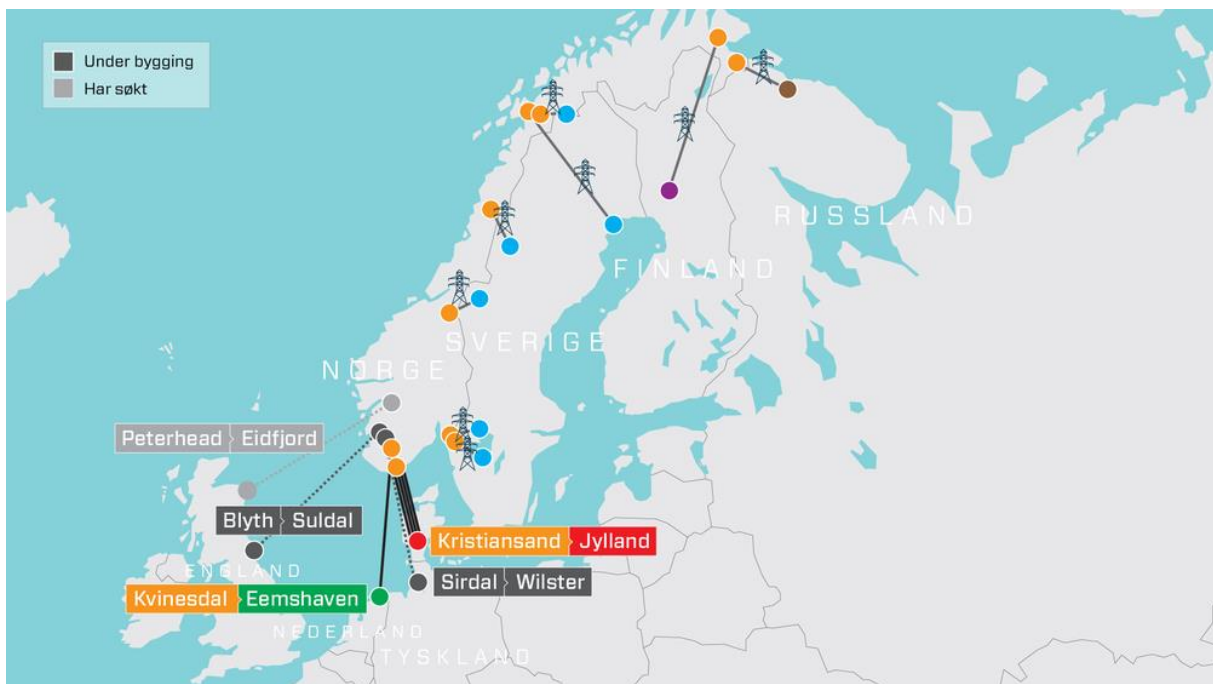 Under bygging
Har søkt
RUSSLAND
FINLAND
SVERIGE
NORGE
Peterhead Eidfjord
Blyth Suldal
Kristiansand Jylland
ENGLAND
Sirdal Wilster
Kvinesdal Eemshaven
NEDERLAND
TYSKLAND